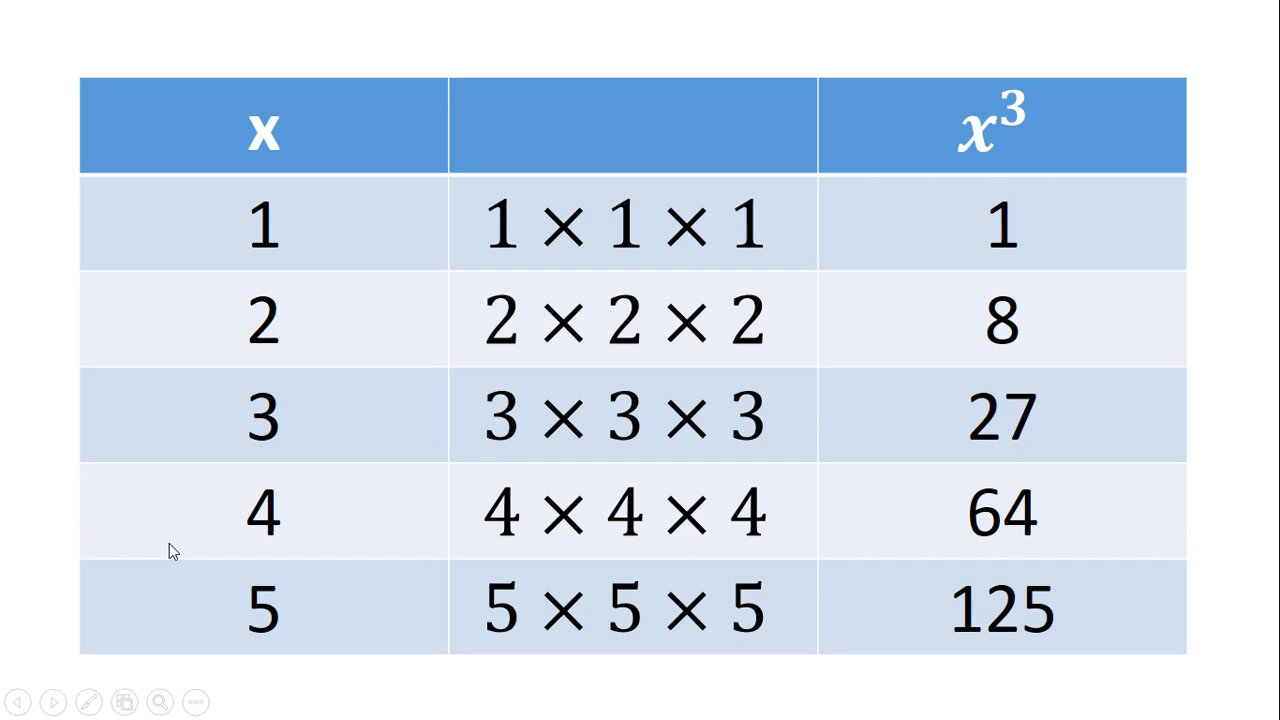 x x³
1 1 × 1 × 1 1
2 2 × 2 × 2 8
3 3 × 3 × 3 27
4 4 × 4 × 4 64
5 5 × 5 × 5 125